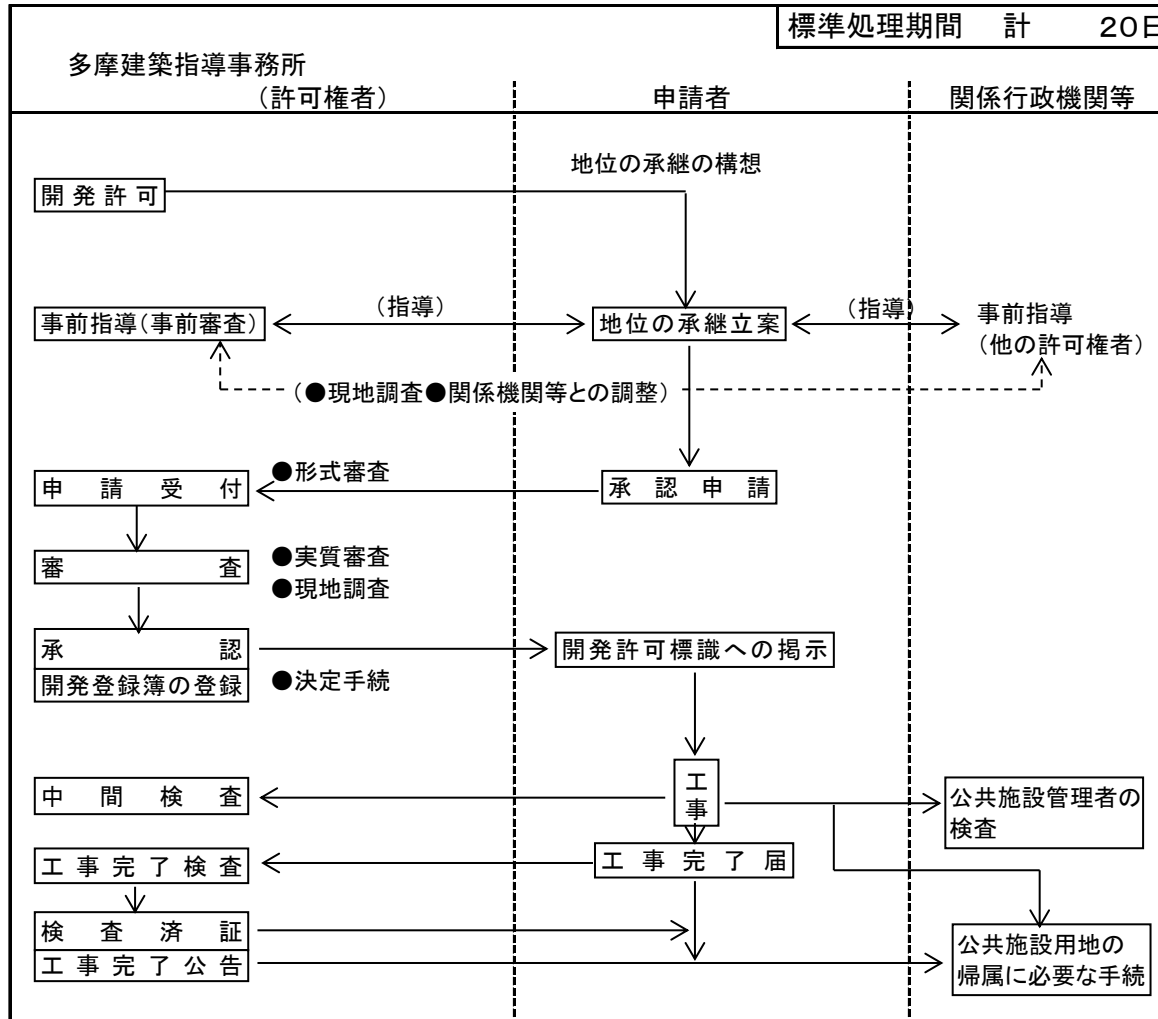 標準処理期間　計　20日
多摩建築指導事務所
（許可権者）
申請者
関係行政機関等
地位の承継の構想
開発許可
（指導）
（指導）
事前指導（事前審査）
地位の承継立案
事前指導
（他の許可権者）
（●現地調査●関係機関等との調整）
●形式審査
申請受付
承認申請
●実質審査
審査
●現地調査
承認
開発許可標識への掲示
開発登録簿の登録
●決定手続
工事
中間検査
公共施設管理者の
検査
工事完了検査
工事完了届
検査済証
工事完了公告
公共施設用地の
帰属に必要な手続